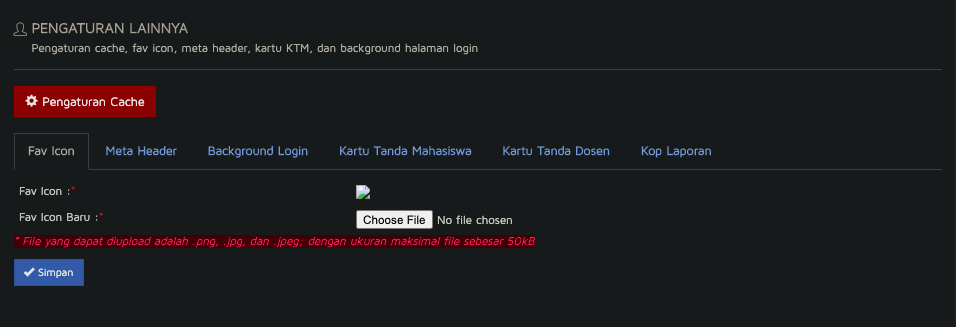 PENGATURAN LAINNYA
Pengaturan cache, fav icon, meta header, kartu KTM, dan background halaman login
Pengaturan Cache
Fav Icon Meta Header Background Login Kartu Tanda Mahasiswa Kartu Tanda Dosen Kop Laporan
Fav Icon :*
Fav Icon Baru :* Choose File No file chosen
* File yang dapat diupload adalah .png, .jpg, dan .jpeg; dengan ukuran maksimal file sebesar 50kB
Simpan